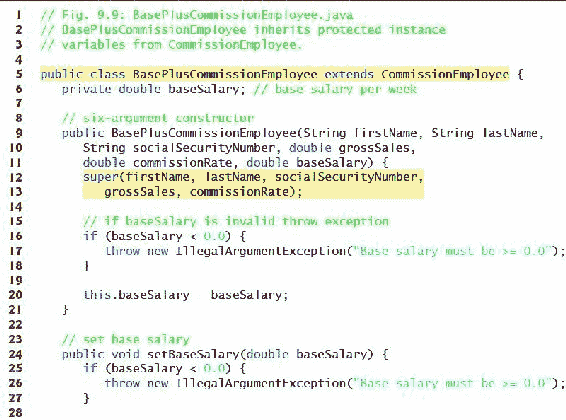 1 // Fig. 9.9: BasePlusCommissionEmployee.java
2 // BasePlusCommissionEmployee inherits protected instance
3 // variables from CommissionEmployee.
4
5 public class BasePlusCommissionEmployee extends CommissionEmployee {
6 private double baseSalary; // base salary per week
7
8 // six-argument constructor
9 public BasePlusCommissionEmployee(String firstName, String lastName,
10 String socialSecurityNumber, double grossSales,
11 double commissionRate, double baseSalary) {
12 super(firstName, lastName, socialSecurityNumber,
13 grossSales, commissionRate);
14
15 // if baseSalary is invalid throw exception
16 if (baseSalary < 0.0) {
17 throw new IllegalArgumentException("Base salary must be >= 0.0");
18 }
19
20 this.baseSalary baseSalary;
21 }
22
23 // set base salary
24 public void setBaseSalary(double baseSalary) {
25 if (baseSalary < 0.0) {
26 throw new IllegalArgumentException("Base salary must be >= 0.0");
27 }
28